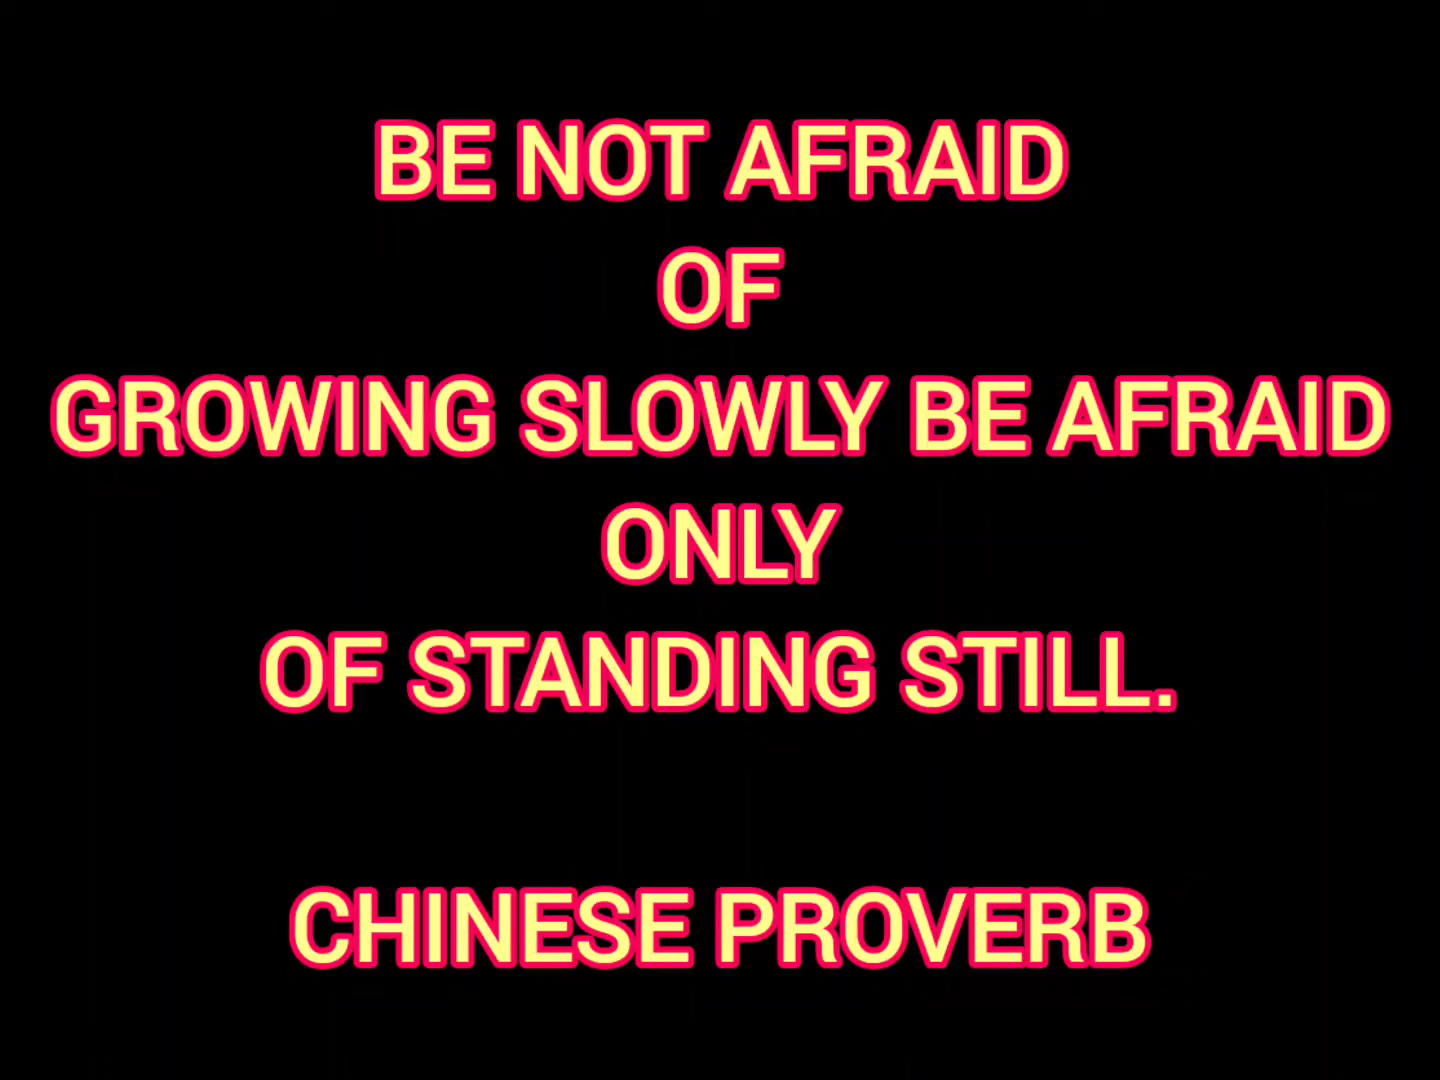 BE NOT AFRAID
OF
GROWING SLOWLY BE AFRAID
ONLY
OF STANDING STILL.
CHINESE PROVERB